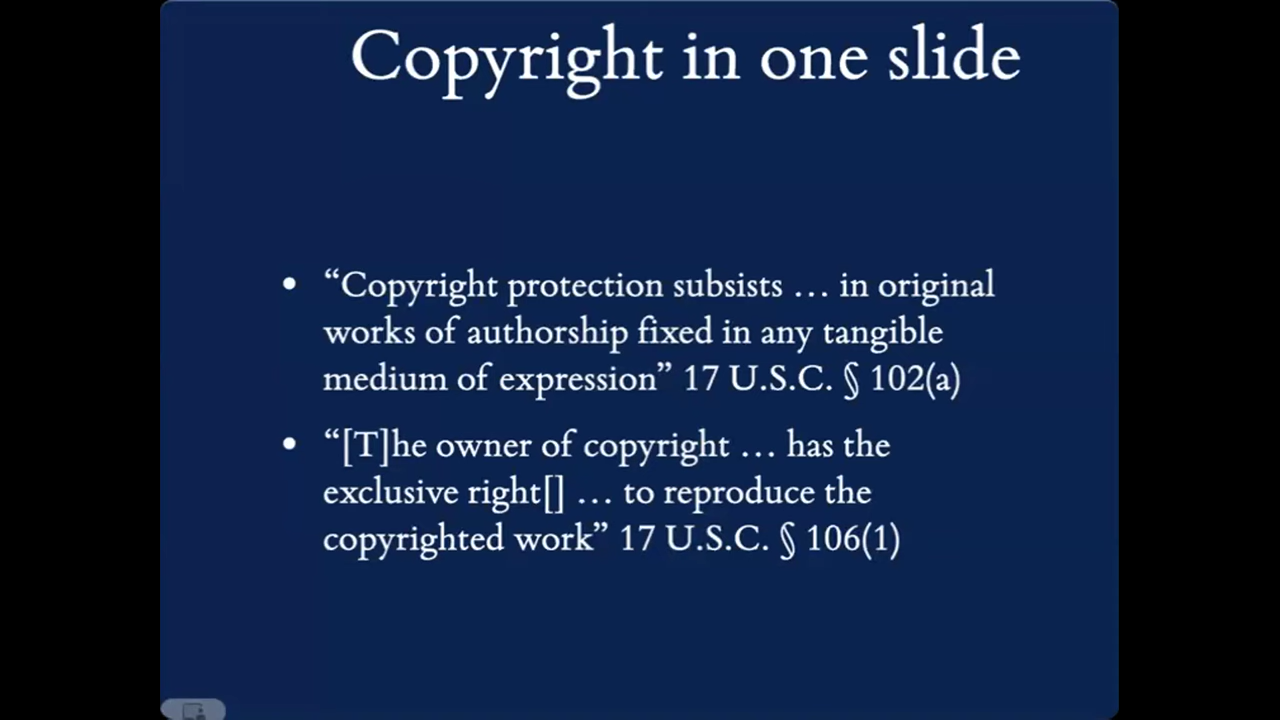 Copyright in one slide
• “Copyright protection subsists … in original
works of authorship fixed in any tangible
medium of expression” 17 U.S.C. § 102(a)
• “[T]he owner of copyright … has the
exclusive right[] … to reproduce the
copyrighted work” 17 U.S.C. § 106(1)